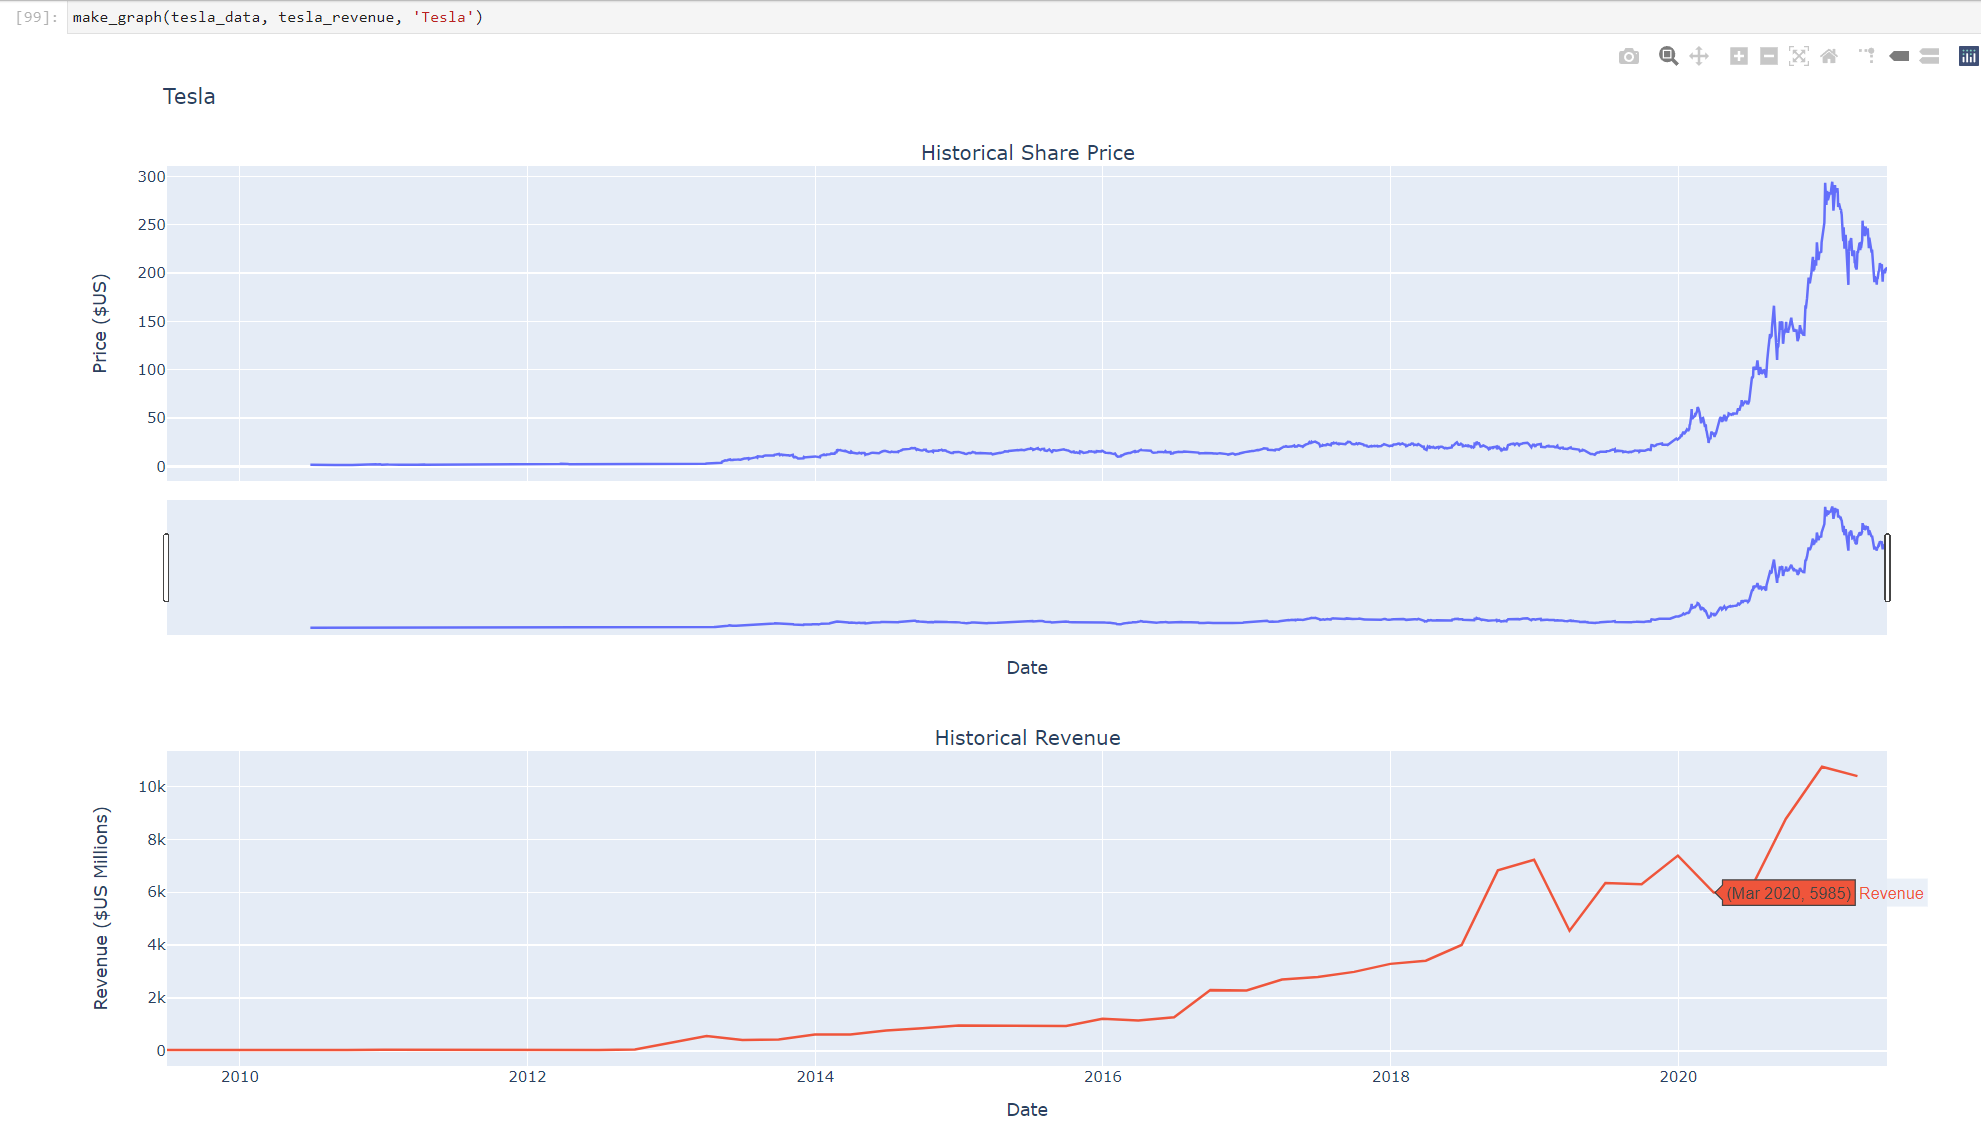 [99]: make_graph(tesla_data, tesla_revenue, 'Tesla')
Tesla
Historical Share Price
300
250
200
150
100
50
0
Price ($US)
Date
Historical Revenue
10k
8k
6k
4k
2k
0
Revenue ($US Millions)
(Mar 2020, 5985) Revenue
2010 2012 2014 2016 2018 2020
Date